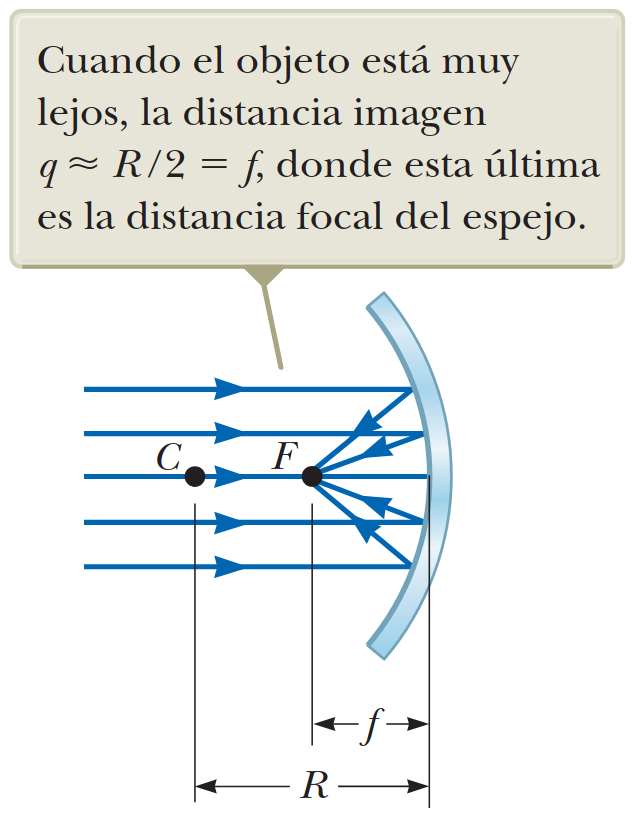 Cuando el objeto está muy
lejos, la distancia imagen
q ≈ R/2 = f, donde esta última
es la distancia focal del espejo.
C F
f
R